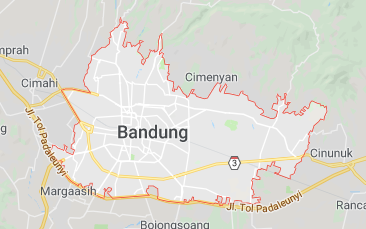 mprah
Cimahi
Cimenyan
Jl. Tol Padaleunyi
Bandung
3
Cinunuk
Margaasih
Jl. Tol Padaleunyi
Ranca
Bojongsoang